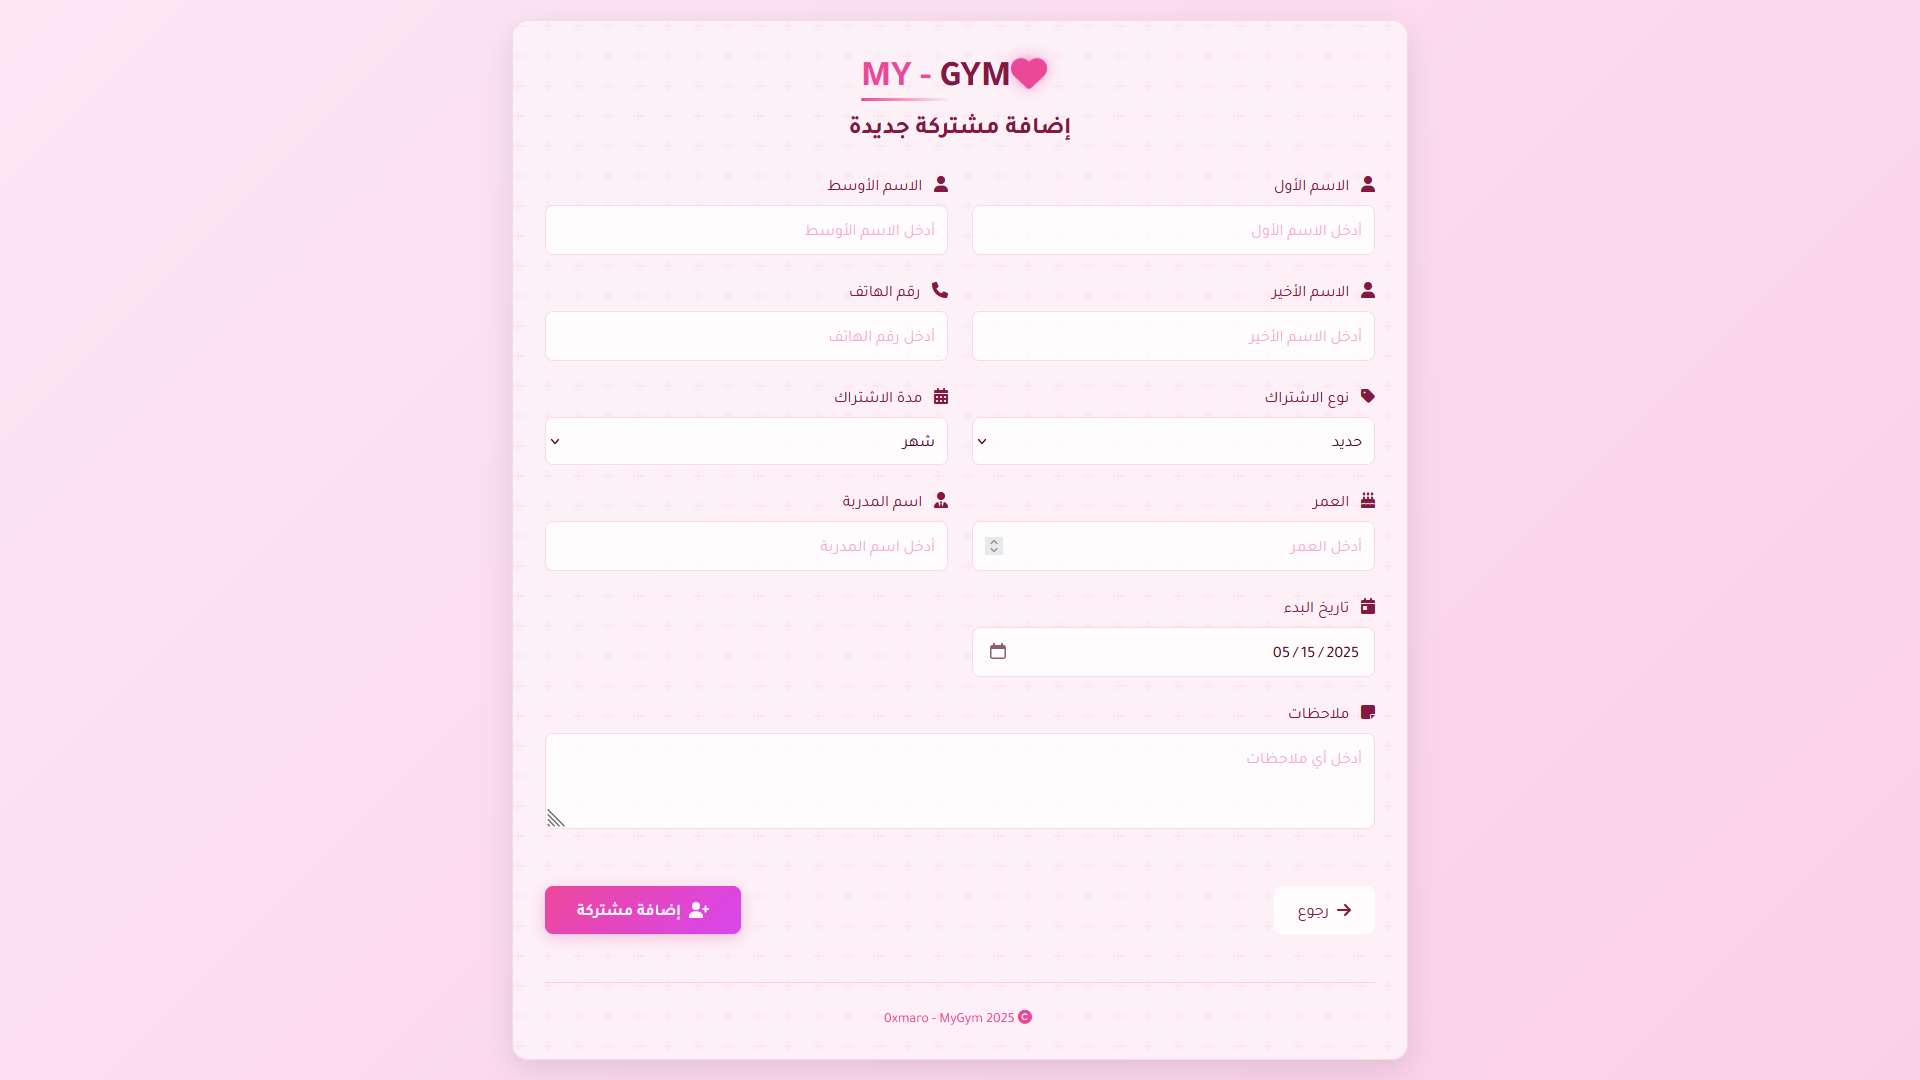 MY - GYM
إضافة مشتركة جديدة
الاسم الأول
أدخل الاسم الأول
الاسم الأوسط
أدخل الاسم الأوسط
الاسم الأخير
أدخل الاسم الأخير
رقم الهاتف
أدخل رقم الهاتف
نوع الاشتراك
حديد
مدة الاشتراك
شهر
العمر
أدخل العمر
اسم المدربة
أدخل اسم المدربة
تاريخ البدء
05/15/2025
ملاحظات
أدخل أي ملاحظات
رجوع
إضافة مشتركة
0xmaro - MyGym 2025